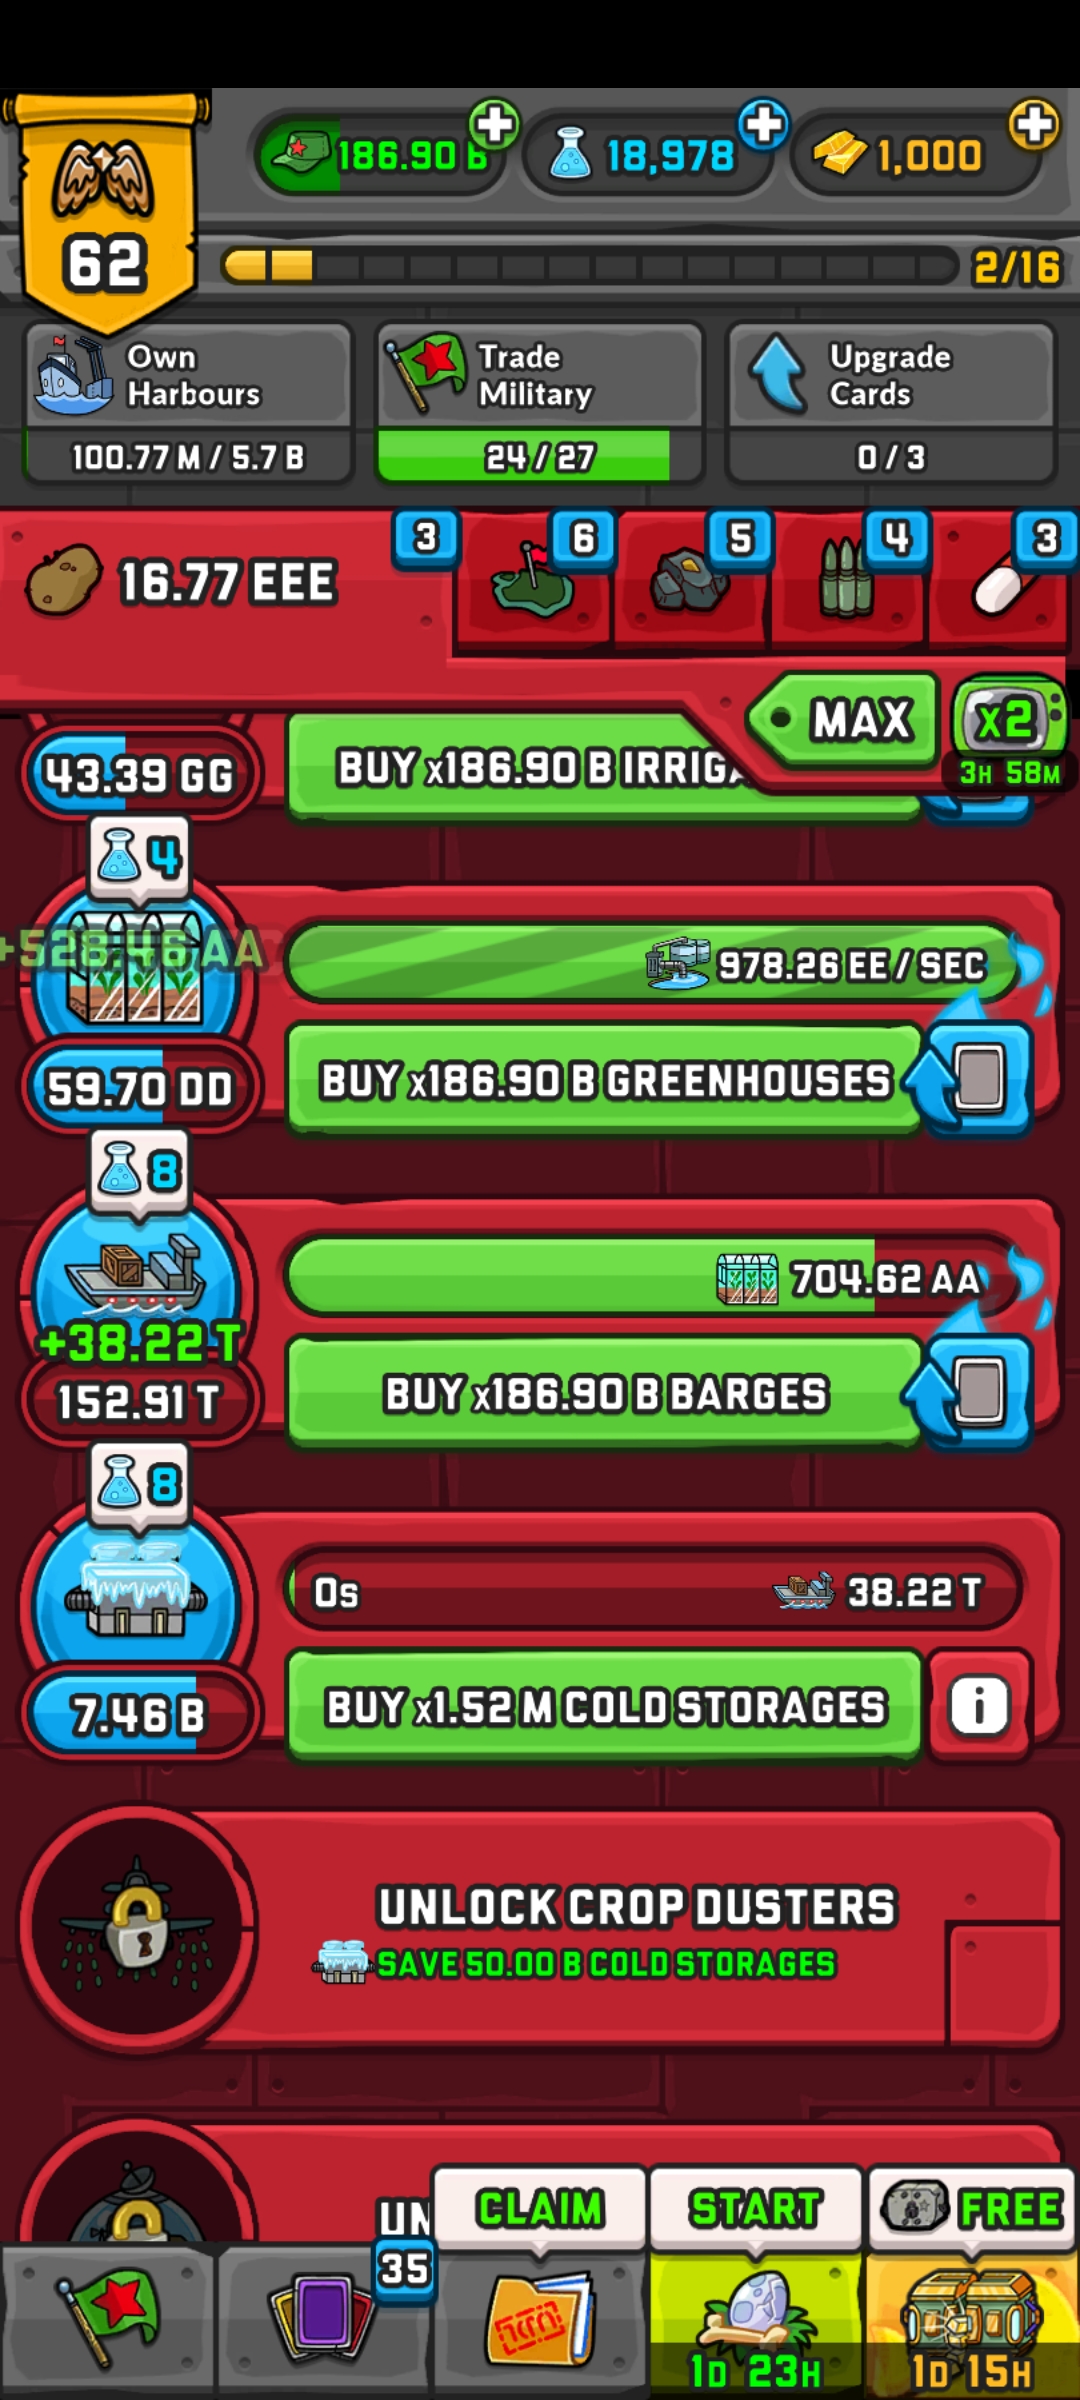 186.90 B
18,978
1,000
62
2/16
Own
Harbours
100.77 M / 5.7 B
Trade
Military
24 / 27
Upgrade
Cards
0 / 3
16.77 EEE
3
6
5
4
3
MAX
x2
3H 58M
43.39 GG
BUY x186.90 B IRRIGA
4
+528.46 AA
978.26 EE / SEC
59.70 DD
BUY x186.90 B GREENHOUSES
8
704.62 AA
+38.22 T
152.91 T
BUY x186.90 B BARGES
8
0s
38.22 T
7.46 B
BUY x1.52 M COLD STORAGES
i
UNLOCK CROP DUSTERS
SAVE 50.00 B COLD STORAGES
UN
CLAIM
START
FREE
35
1D 23H
1D 15H